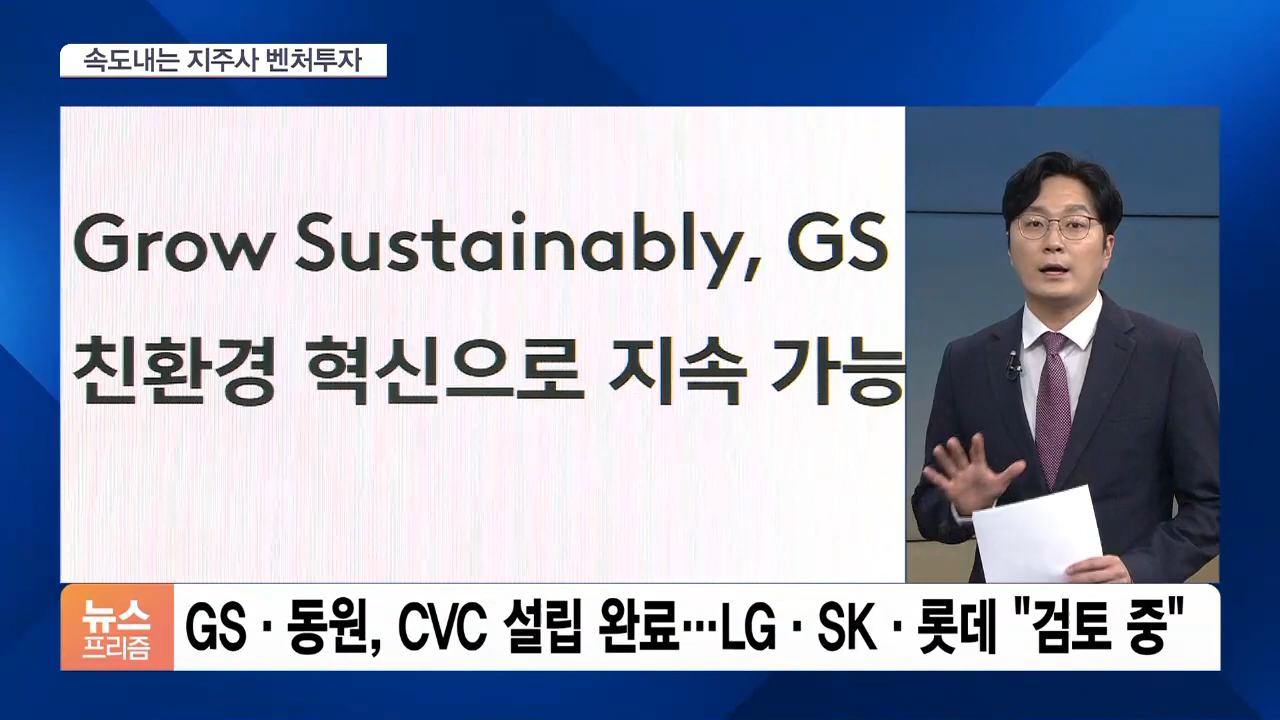 속도내는 지주사 벤처투자
Grow Sustainably, GS
친환경 혁신으로 지속 가능
뉴스
프리즘
GS · 동원, CVC 설립 완료···LG · SK · 롯데 "검토 중"